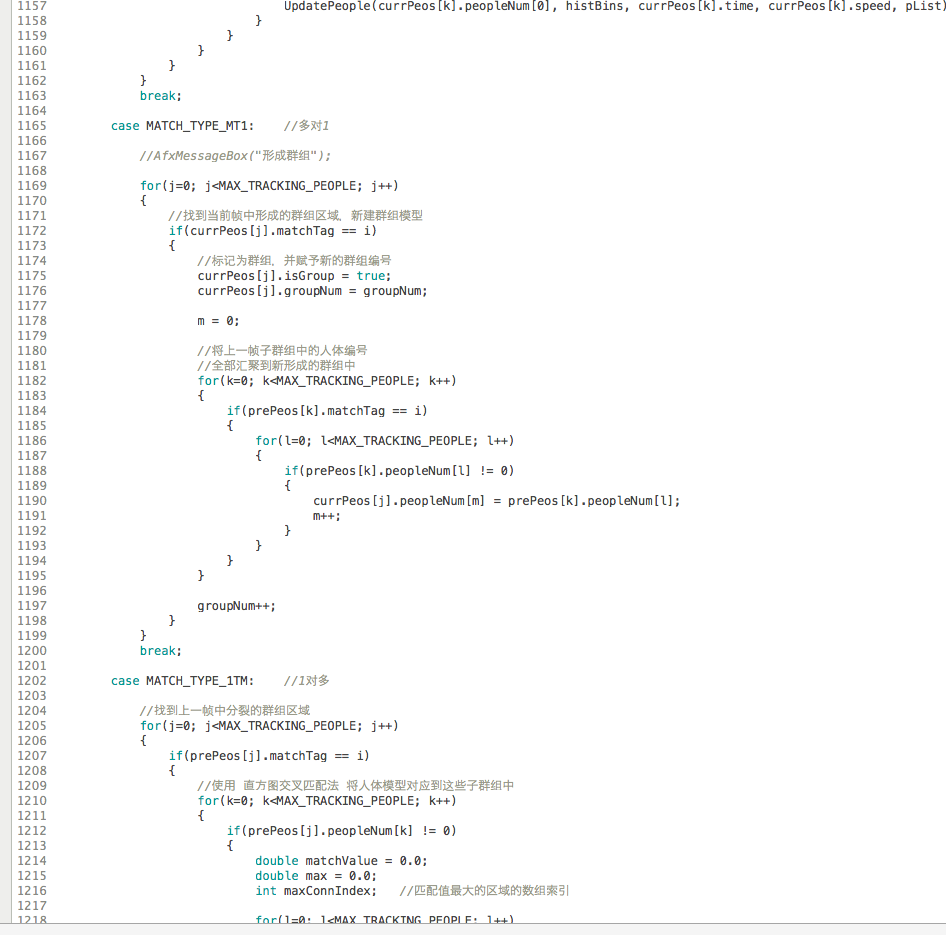 1157 UpdatePeople(currPeos[k].peopleNum[0], histBins, currPeos[k].time, currPeos[k].speed, pList)
1158 }
1159 }
1160 }
1161 }
1162 }
1163 break;
1164
1165 case MATCH_TYPE_MT1: //多对1
1166
1167 //AfxMessageBox("形成群组");
1168
1169 for(j=0; j<MAX_TRACKING_PEOPLE; j++)
1170 {
1171 //找到当前帧中形成的群组区域，新建群组模型
1172 if(currPeos[j].matchTag == i)
1173 {
1174 //标记为群组，并赋予新的群组编号
1175 currPeos[j].isGroup = true;
1176 currPeos[j].groupNum = groupNum;
1177
1178 m = 0;
1179
1180 //将上一帧子群组中的人体编号
1181 //全部汇聚到新形成的群组中
1182 for(k=0; k<MAX_TRACKING_PEOPLE; k++)
1183 {
1184 if(prePeos[k].matchTag == i)
1185 {
1186 for(l=0; l<MAX_TRACKING_PEOPLE; l++)
1187 {
1188 if(prePeos[k].peopleNum[l] != 0)
1189 {
1190 currPeos[j].peopleNum[m] = prePeos[k].peopleNum[l];
1191 m++;
1192 }
1193 }
1194 }
1195 }
1196
1197 groupNum++;
1198 }
1199 }
1200 break;
1201
1202 case MATCH_TYPE_1TM: //1对多
1203
1204 //找到上一帧中分裂的群组区域
1205 for(j=0; j<MAX_TRACKING_PEOPLE; j++)
1206 {
1207 if(prePeos[j].matchTag == i)
1208 {
1209 //使用 直方图交叉匹配法 将人体模型对应到这些子群组中
1210 for(k=0; k<MAX_TRACKING_PEOPLE; k++)
1211 {
1212 if(prePeos[j].peopleNum[k] != 0)
1213 {
1214 double matchValue = 0.0;
1215 double max = 0.0;
1216 int maxConnIndex; //匹配值最大的区域的数组索引
1217
1218 for(l=0; l<MAX_TRACKING_PEOPLE; l++)